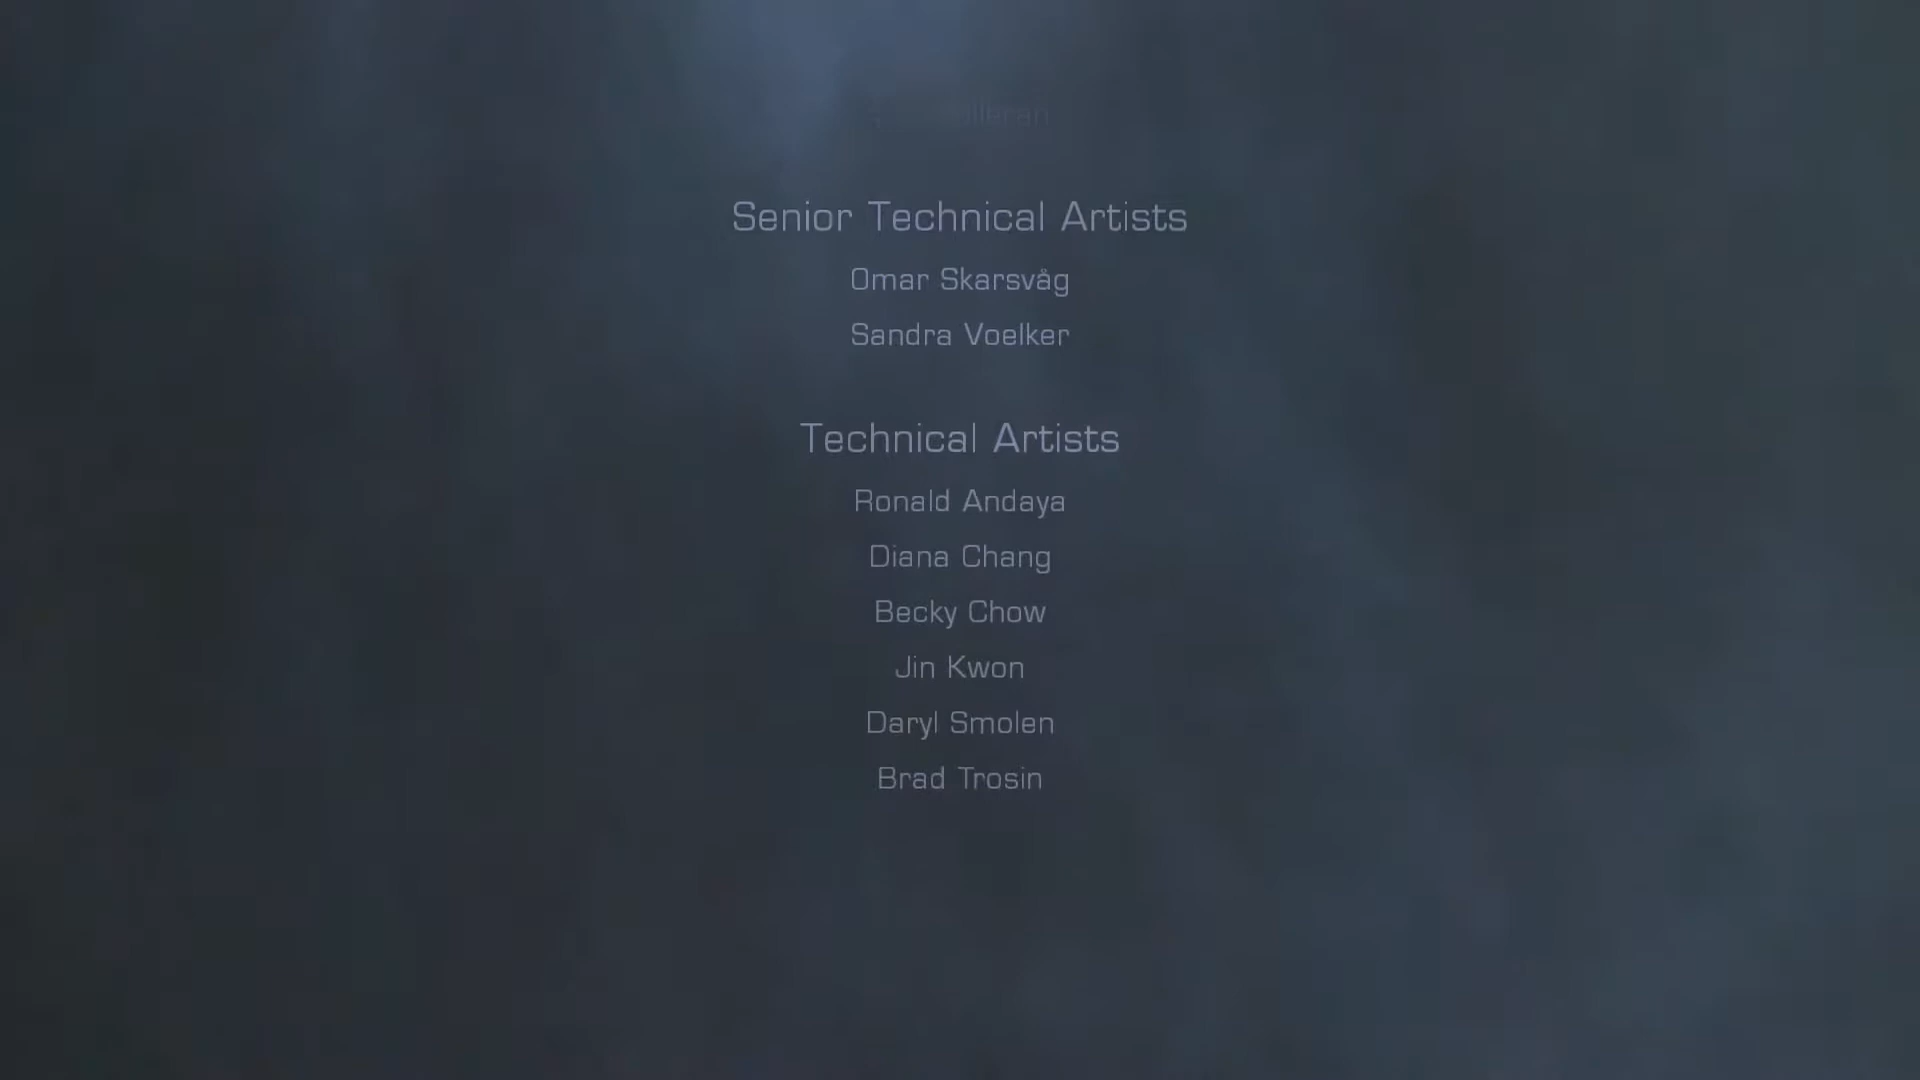 Senior Technical Artists
Omar Skarsvåg
Sandra Voelker
Technical Artists
Ronald Andaya
Diana Chang
Becky Chow
Jin Kwon
Daryl Smolen
Brad Trosin